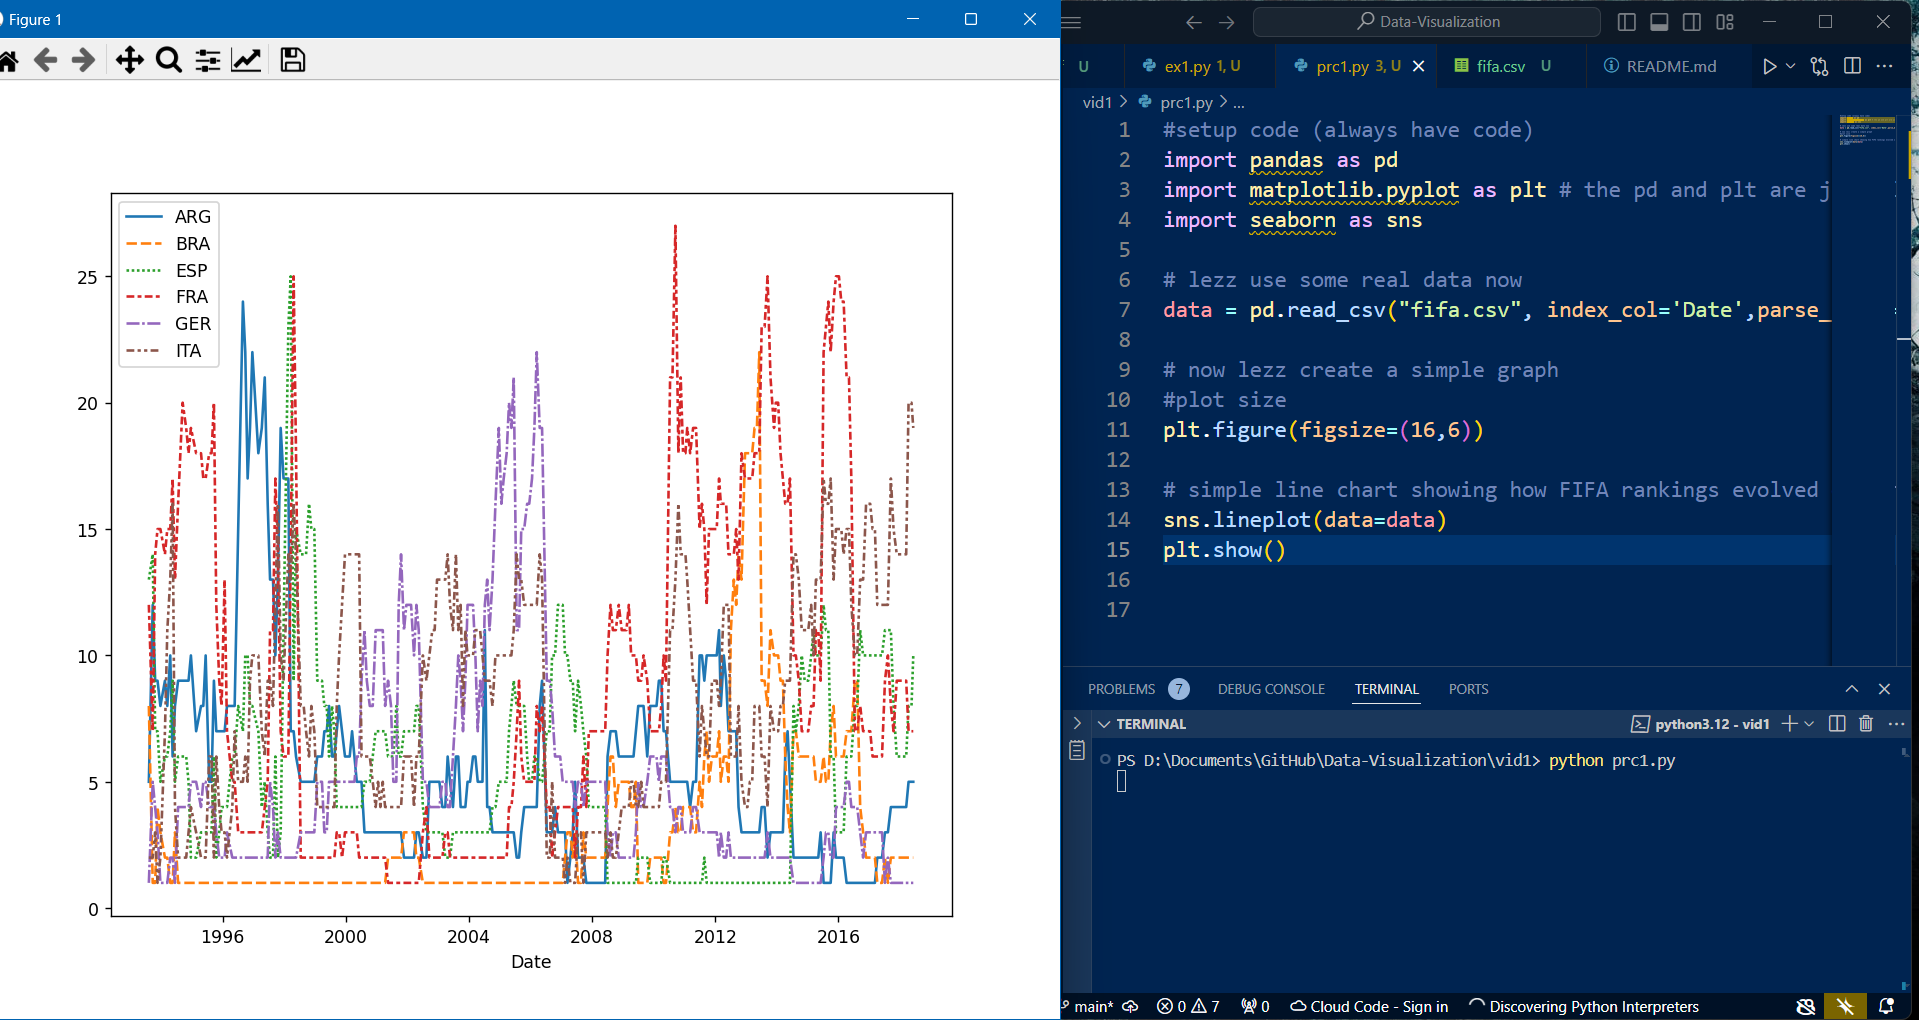 Figure 1
ARG
BRA
ESP
FRA
GER
ITA
25
20
15
10
5
0
1996 2000 2004 2008 2012 2016
Date
Data-Visualization
U ex1.py 1, U prc1.py 3, U fifa.csv U README.md
vid1 > prc1.py > ...
1 #setup code (always have code)
2 import pandas as pd
3 import matplotlib.pyplot as plt # the pd and plt are j
4 import seaborn as sns
5
6 # lezz use some real data now
7 data = pd.read_csv("fifa.csv", index_col='Date',parse_
8
9 # now lezz create a simple graph
10 #plot size
11 plt.figure(figsize=(16,6))
12
13 # simple line chart showing how FIFA rankings evolved
14 sns.lineplot(data=data)
15 plt.show()
16
17
PROBLEMS 7 DEBUG CONSOLE TERMINAL PORTS
TERMINAL python3.12 - vid1
PS D:\Documents\GitHub\Data-Visualization\vid1> python prc1.py
main* 0 7 0 Cloud Code - Sign in Discovering Python Interpreters